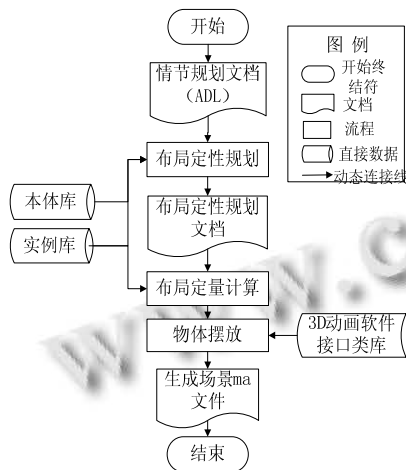 开始
情节规划文档
（ADL）
布局定性规划
本体库
布局定性规划
文档
实例库
布局定量计算
物体摆放
3D动画软件
接口类库
生成场景ma
文件
结束
图 例
开始终
结符
文档
流程
直接数据
动态连接线
www.c